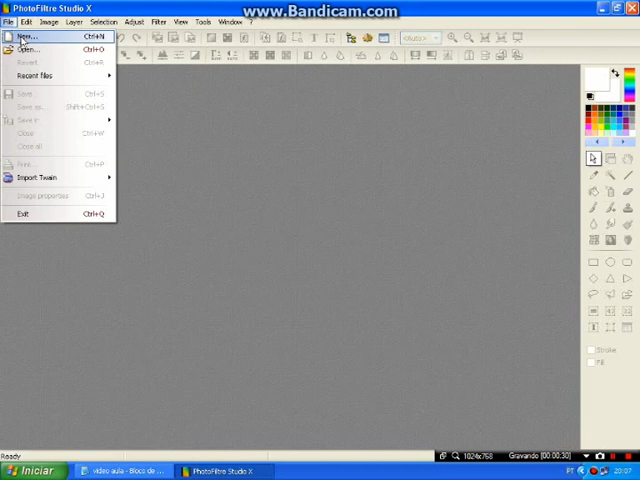 PhotoFiltre Studio X
www.Bandicam.com
File Edit Image Layer Selection Adjust Filter View Tools Window
New... Ctrl+N
Open... Ctrl+O
Revert Ctrl+R
Recent files
Save Ctrl+S
Save as... Shift+Ctrl+S
Save in
Close Ctrl+W
Close all
Print... Ctrl+P
Import Twain
Image properties Ctrl+J
Exit Ctrl+Q
<Auto>
Stroke
Fill
Ready
1024x768 Gravando [00:00:30]
Iniciar
video aula - Bloco de ...
PhotoFiltre Studio X
PT
20:07